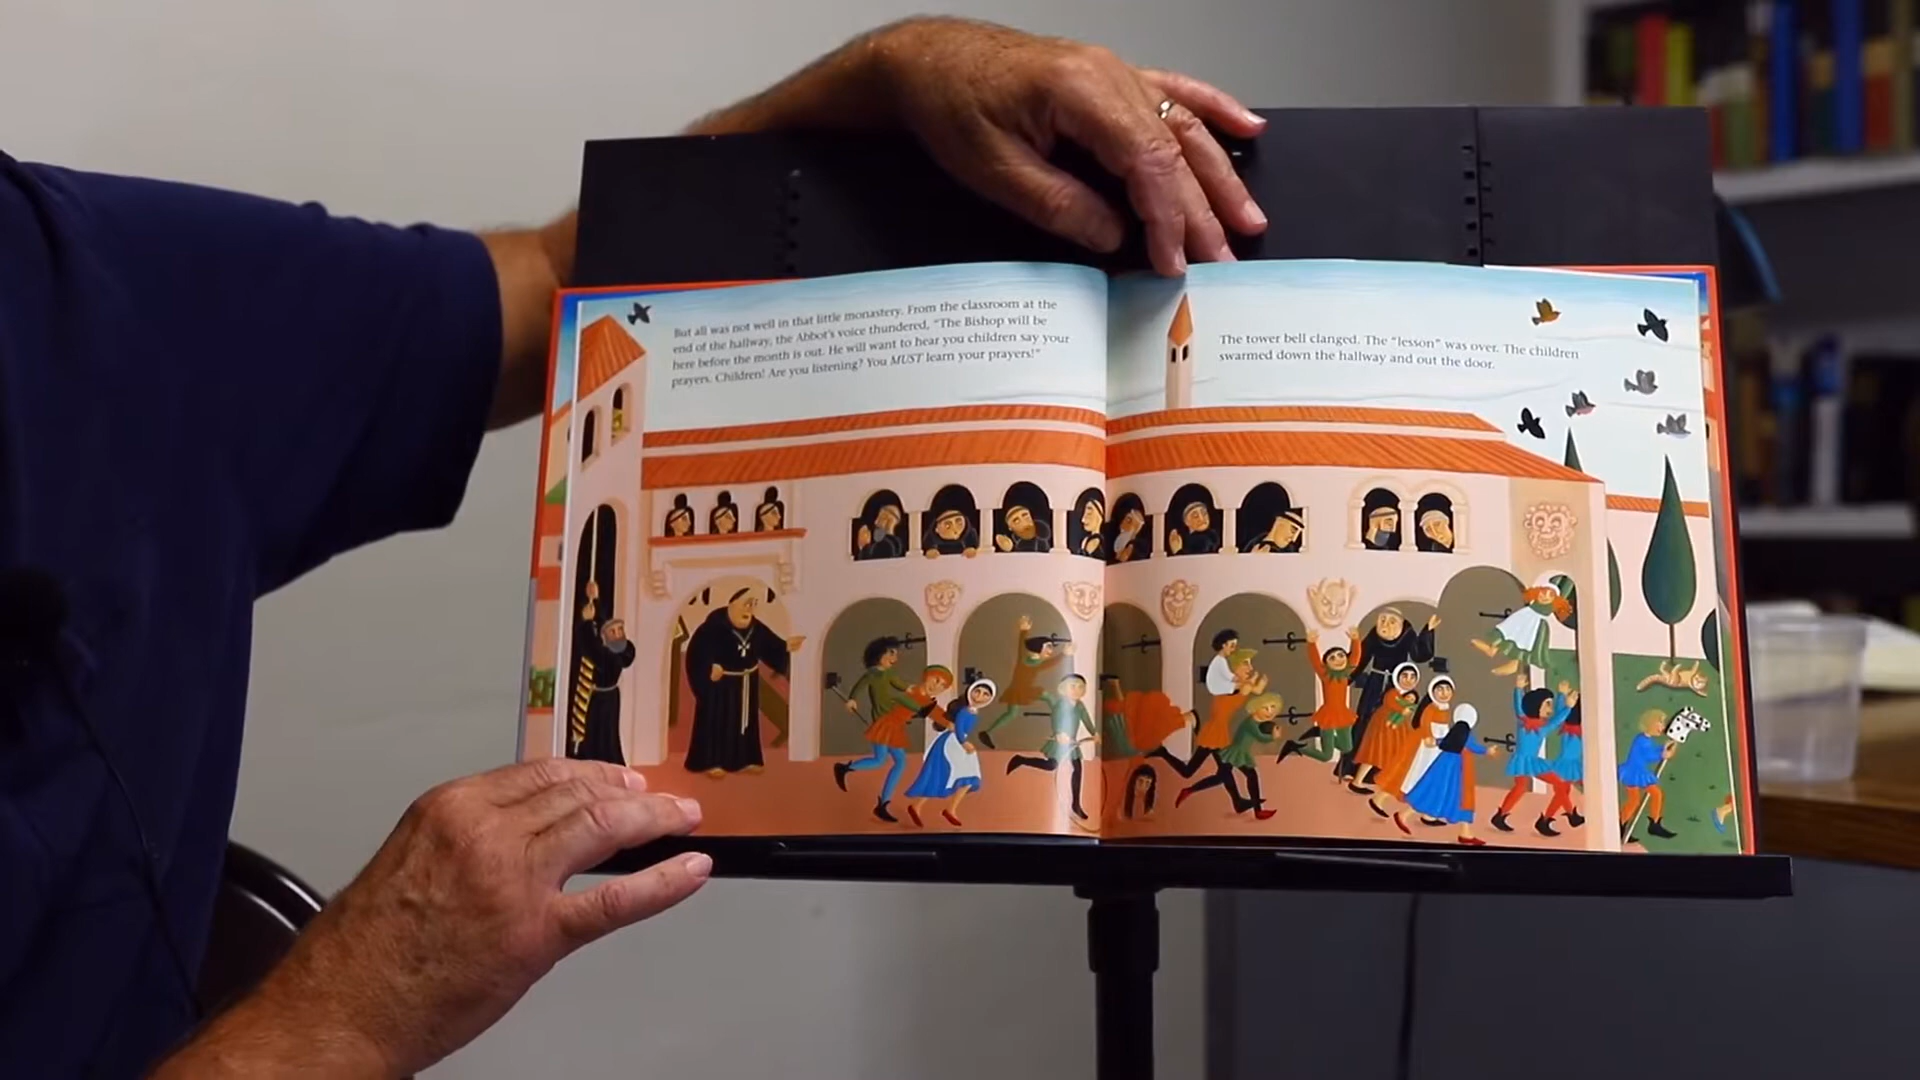 But all was not well in that little monastery. From the classroom at the
end of the hallway, the Abbot's voice thundered, "The Bishop will be
here before the month is out. He will want to hear you children say your
prayers. Children! Are you listening? You MUST learn your prayers!"
The tower bell clanged. The "lesson" was over. The children
swarmed down the hallway and out the door.